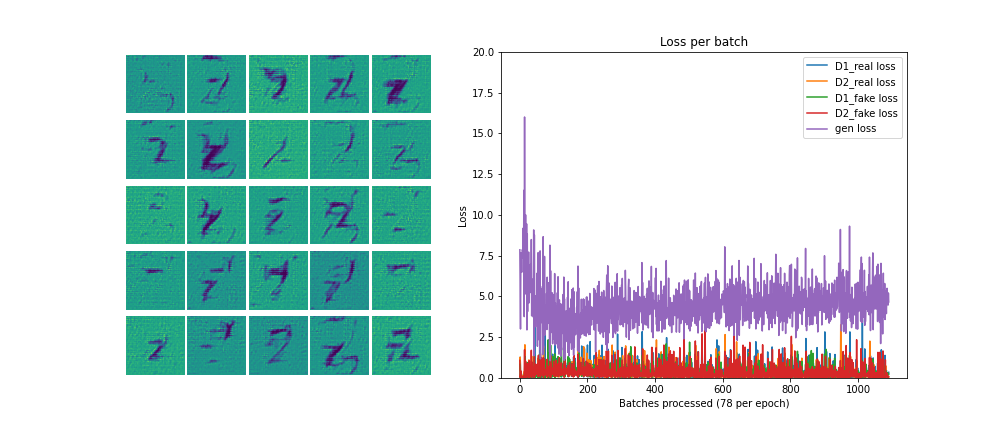 Loss per batch
20.0
17.5
15.0
12.5
10.0
7.5
5.0
2.5
0.0
Loss
D1_real loss
D2_real loss
D1_fake loss
D2_fake loss
gen loss
0 200 400 600 800 1000
Batches processed (78 per epoch)